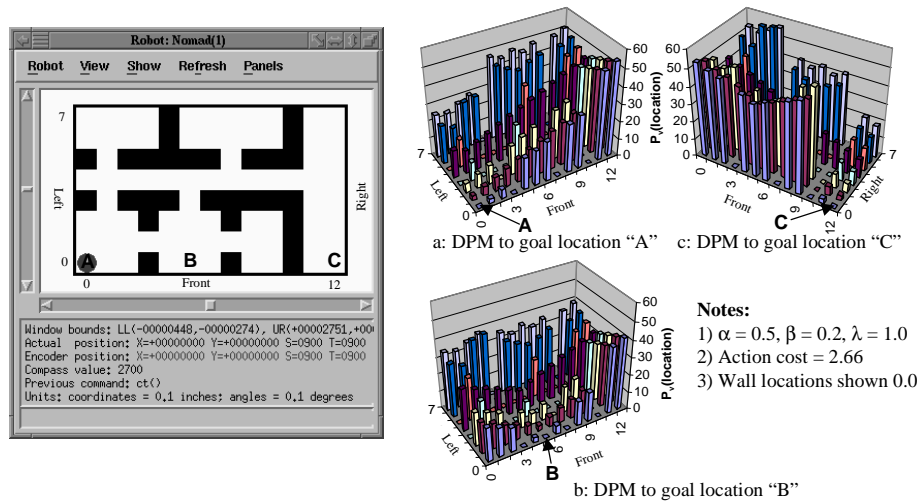 Robot: Nomad(1)
Robot View Show Refresh Panels
7
Left
Right
0
A B C
0 Front 12
Window bounds: LL(-00000448,-00000274), UR(+00002751,+00
Actual position: X=+00000000 Y=+00000000 S=0900 T=0900
Encoder position: X=+00000000 Y=+00000000 S=0900 T=0900
Compass value: 2700
Previous command: ct()
Units: coordinates = 0.1 inches; angles = 0.1 degrees
60
50
40
30
20
10
0
Pv(location)
7
Left
0
0 3 6 9 12
Front
A
a: DPM to goal location “A”
60
50
40
30
20
10
0
0 3 6 9 12
Front
7
Right
0
C
c: DPM to goal location “C”
60
50
40
30
20
10
0
Pv(location)
7
Left
0
0 3 6 9 12
Front
B
b: DPM to goal location “B”
Notes:
1) α = 0.5, β = 0.2, λ = 1.0
2) Action cost = 2.66
3) Wall locations shown 0.0